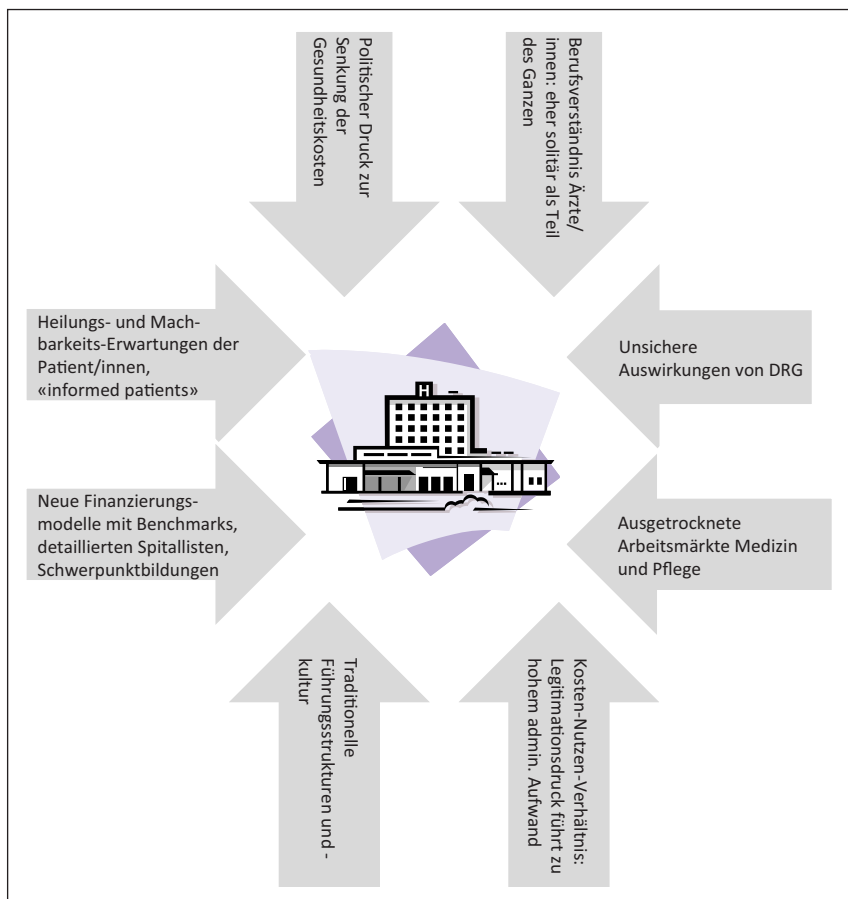 Politischer Druck zur
Senkung der
Gesundheitskosten
Berufsverständnis Ärzte/
innen: eher solitär als Teil
des Ganzen
Heilungs- und Mach-
barkeits-Erwartungen der
Patient/innen,
«informed patients»
Unsichere
Auswirkungen von DRG
H
Neue Finanzierungs-
modelle mit Benchmarks,
detaillierten Spitallisten,
Schwerpunktbildungen
Ausgetrocknete
Arbeitsmärkte Medizin
und Pflege
Traditionelle
Führungsstrukturen und -
kultur
Kosten-Nutzen-Verhältnis:
Legitimationsdruck führt zu
hohem admin. Aufwand